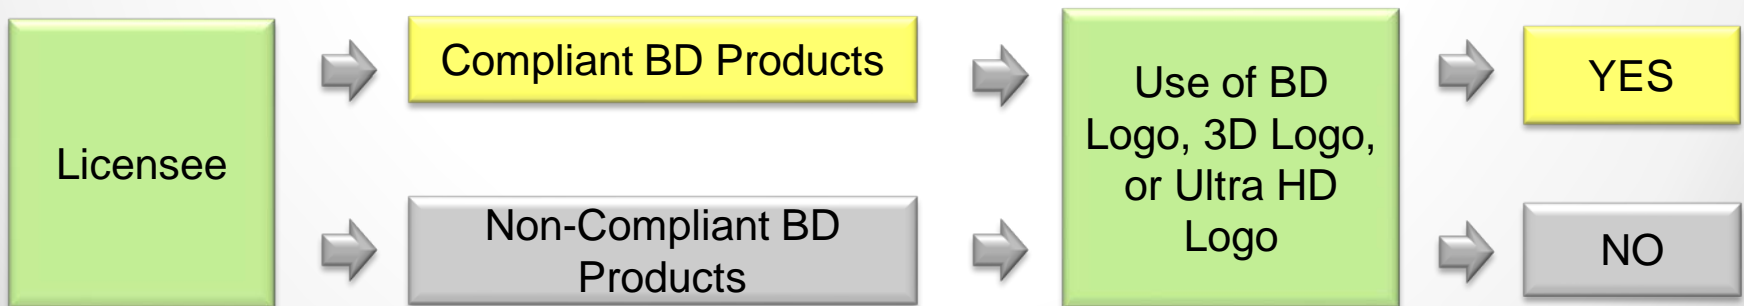 Licensee
Compliant BD Products
Non-Compliant BD
Products
Use of BD
Logo, 3D Logo,
or Ultra HD
Logo
YES
NO